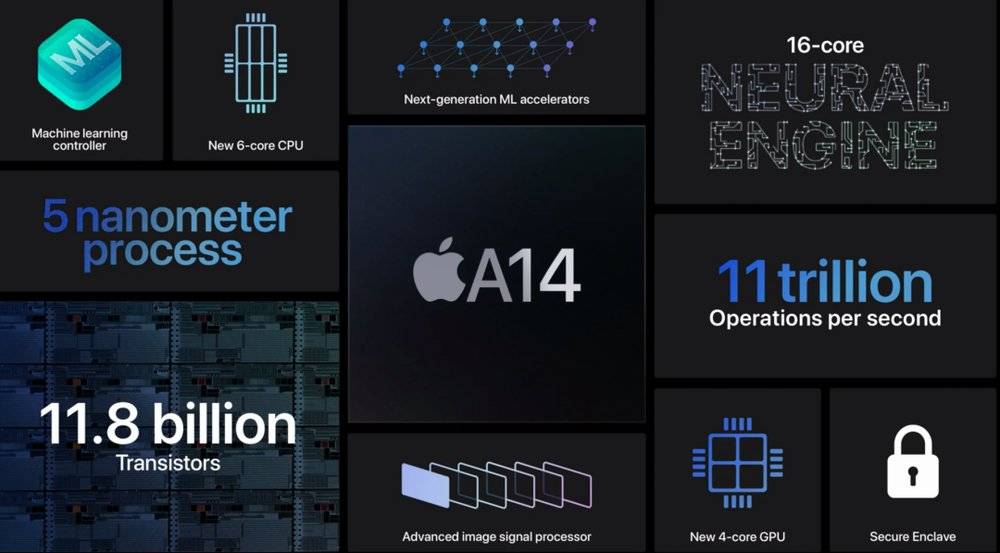 ML
Machine learning
controller
New 6-core CPU
Next-generation ML accelerators
16-core
NEURAL
ENGINE
5 nanometer
process
A14
11 trillion
Operations per second
11.8 billion
Transistors
Advanced image signal processor
New 4-core GPU
Secure Enclave